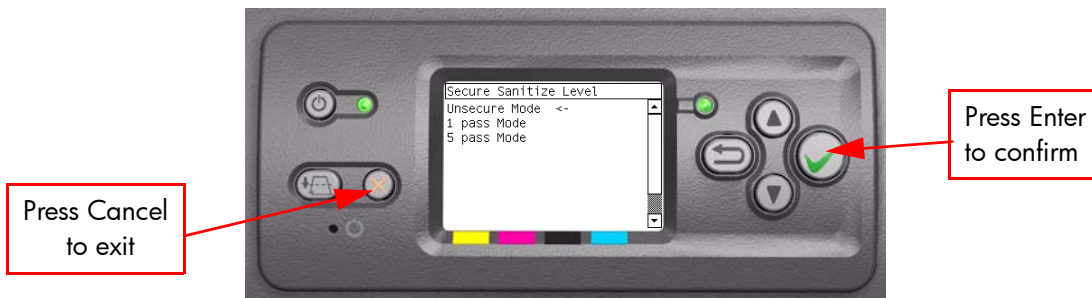 Secure Sanitize Level
Unsecure Mode <-
1 pass Mode
5 pass Mode
Press Enter
to confirm
Press Cancel
to exit